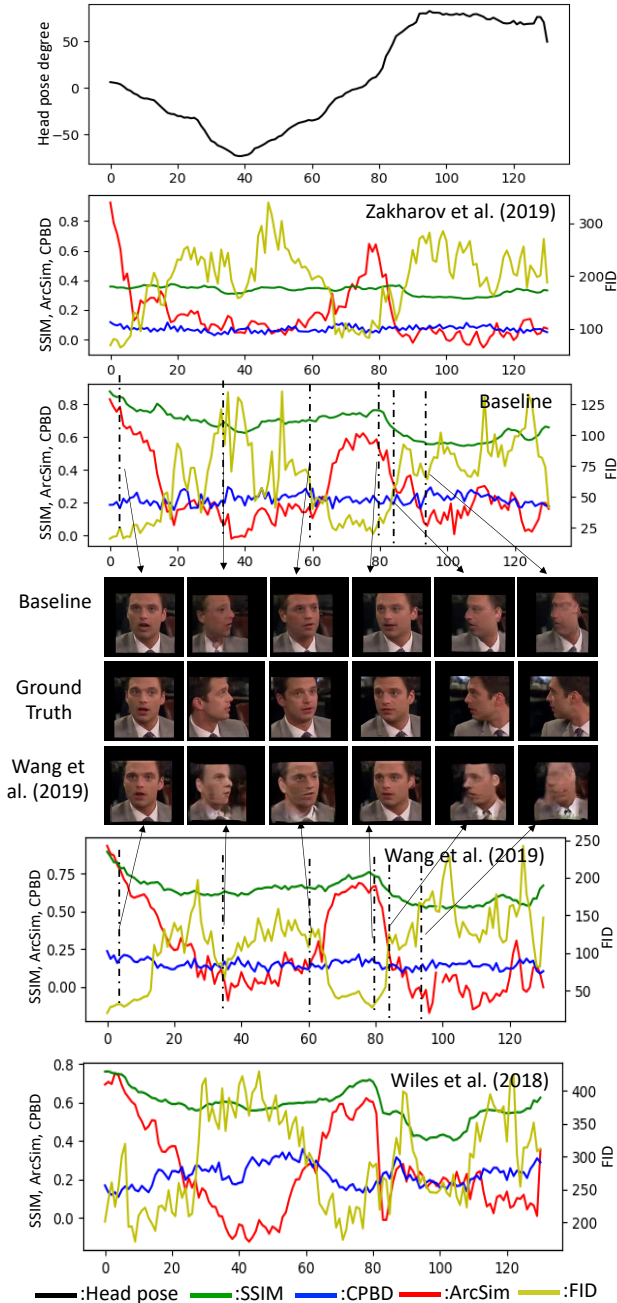 Head pose degree
50
0
−50
0 20 40 60 80 100 120
Zakharov et al. (2019)
SSIM, ArcSim, CPBD
0.8
0.6
0.4
0.2
0.0
300
200
100
FID
0 20 40 60 80 100 120
Baseline
SSIM, ArcSim, CPBD
0.8
0.6
0.4
0.2
0.0
125
100
75
50
25
FID
0 20 40 60 80 100 120
Baseline
Ground
Truth
Wang et
al. (2019)
Wang et al. (2019)
SSIM, ArcSim, CPBD
0.75
0.50
0.25
0.00
250
200
150
100
50
FID
0 20 40 60 80 100 120
Wiles et al. (2018)
SSIM, ArcSim, CPBD
0.8
0.6
0.4
0.2
0.0
400
350
300
250
200
FID
0 20 40 60 80 100 120
:Head pose :SSIM :CPBD :ArcSim :FID